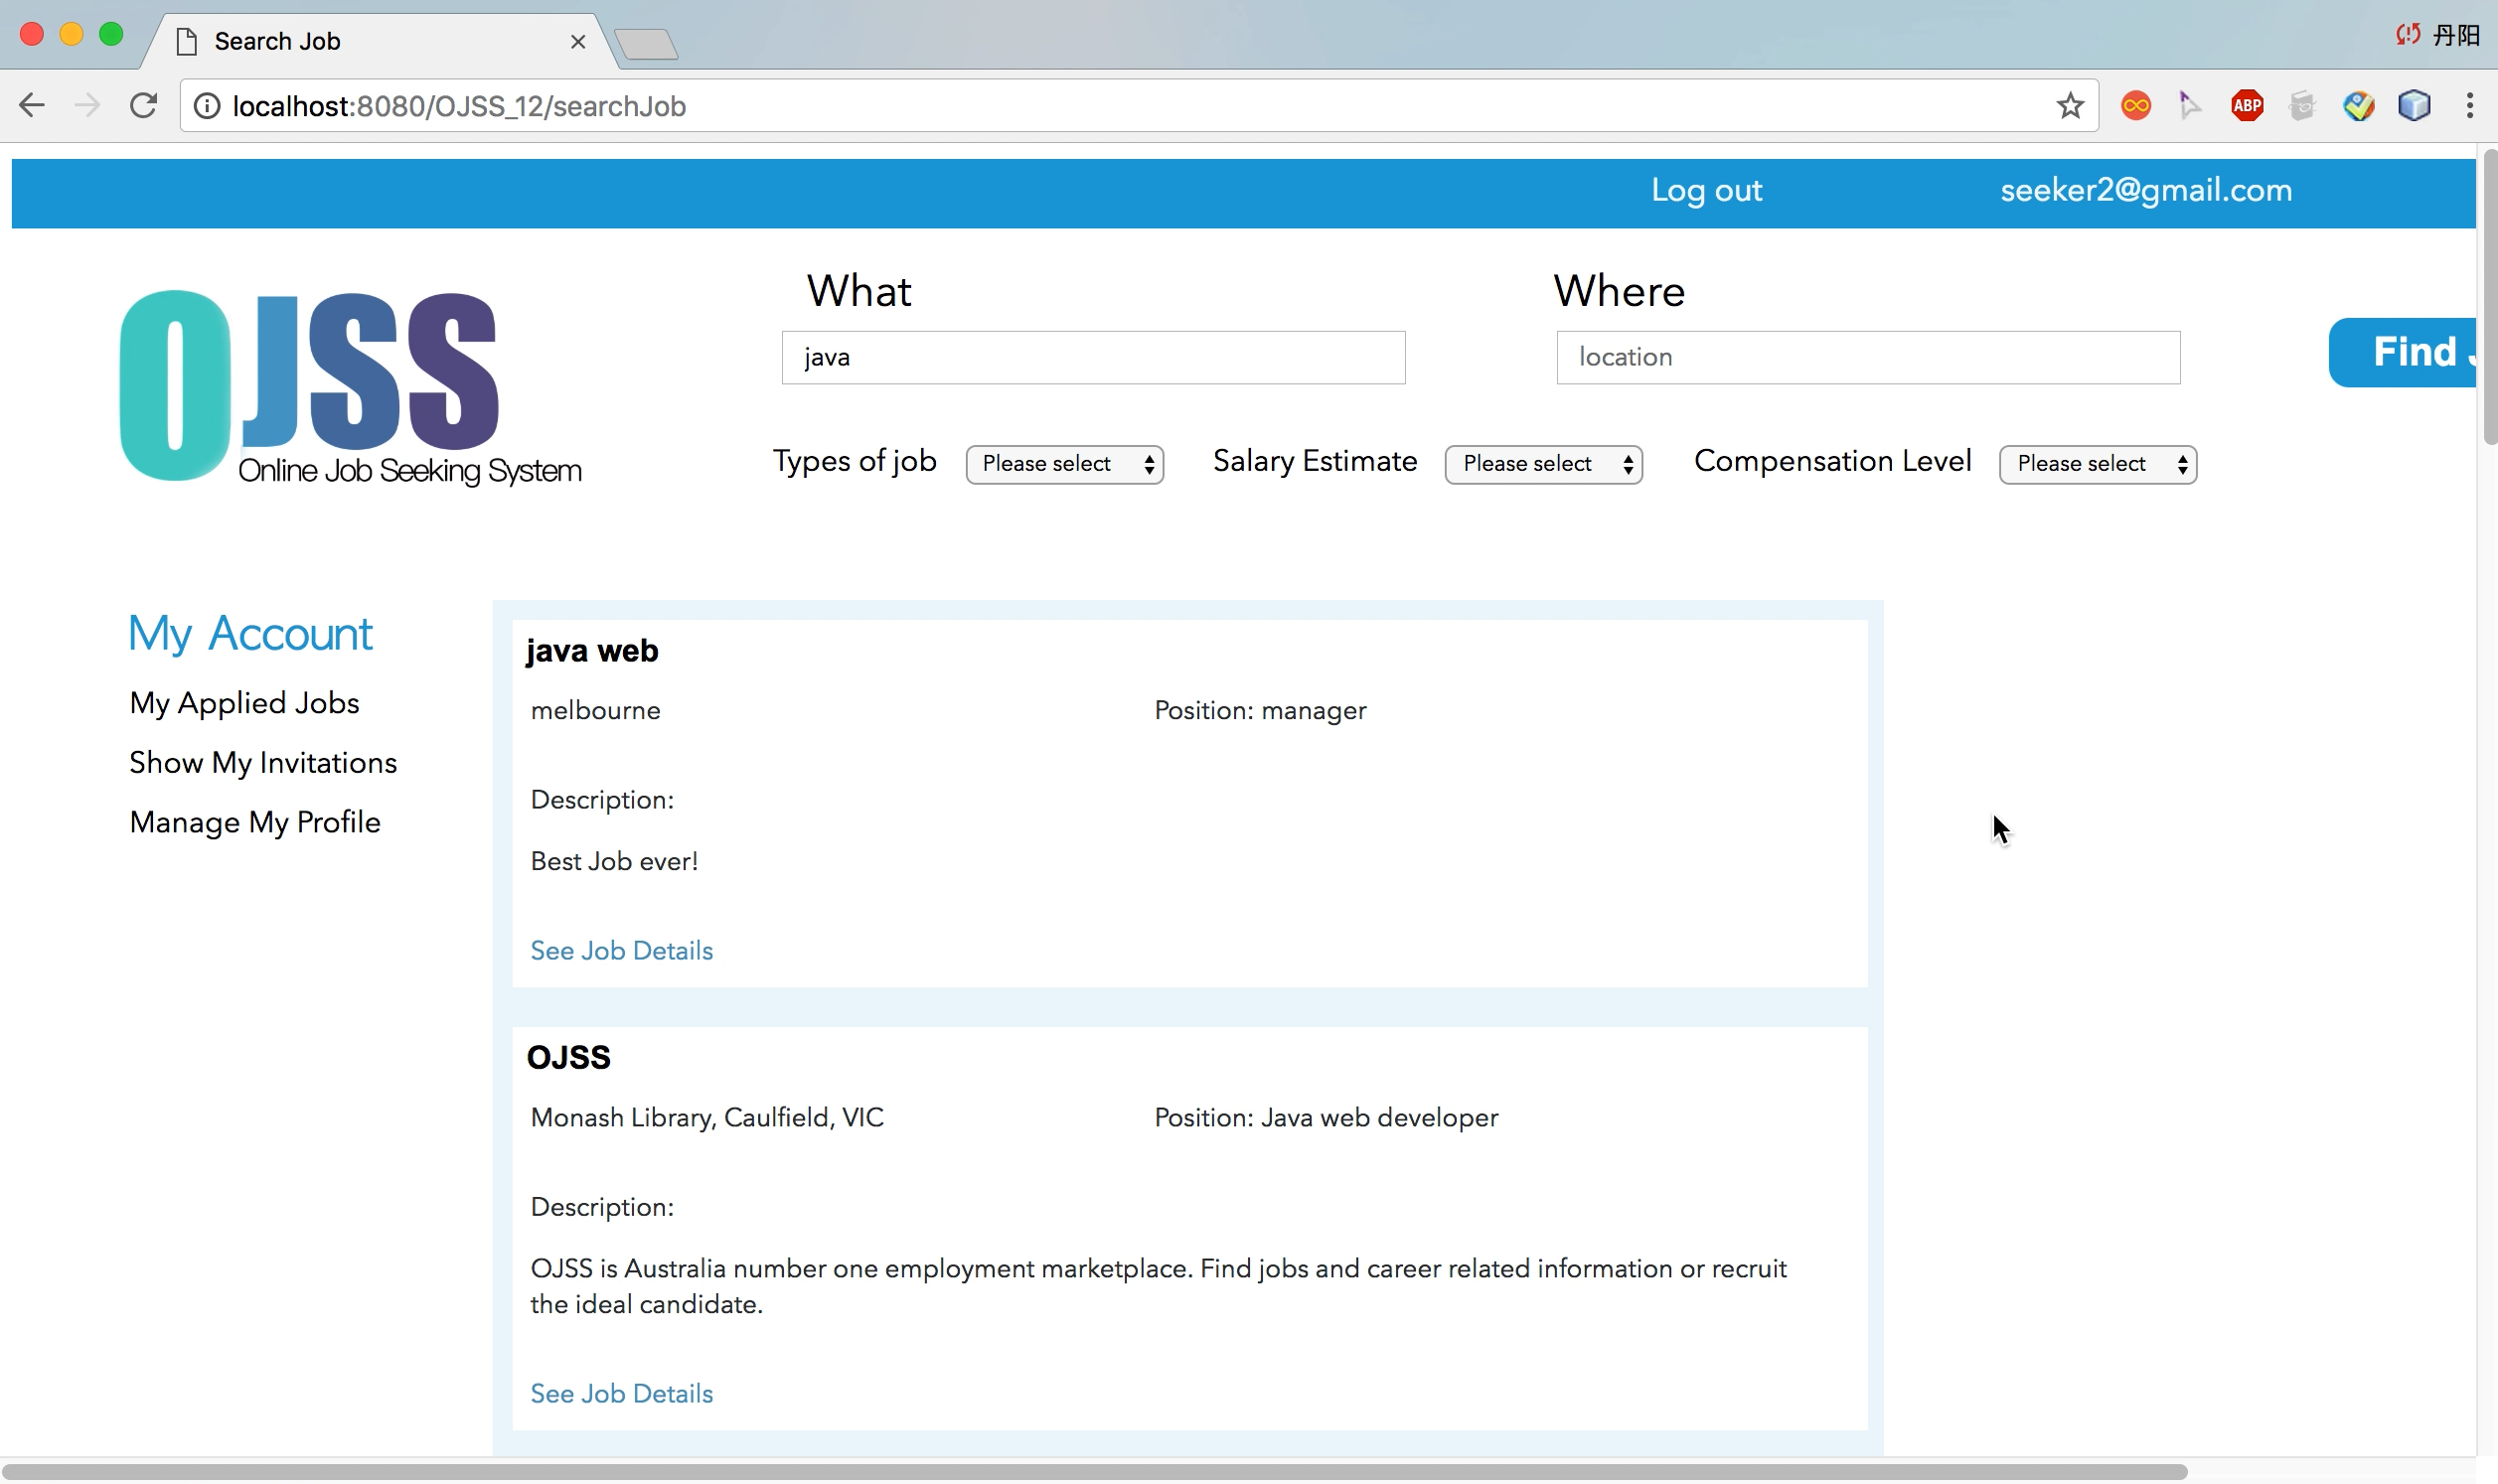 Search Job
丹阳
localhost:8080/OJSS_12/searchJob
ABP
Log out seeker2@gmail.com
What Where
java location Find
OJSS
Online Job Seeking System
Types of job Please select Salary Estimate Please select Compensation Level Please select
My Account
My Applied Jobs
Show My Invitations
Manage My Profile
java web
melbourne Position: manager
Description:
Best Job ever!
See Job Details
OJSS
Monash Library, Caulfield, VIC Position: Java web developer
Description:
OJSS is Australia number one employment marketplace. Find jobs and career related information or recruit
the ideal candidate.
See Job Details